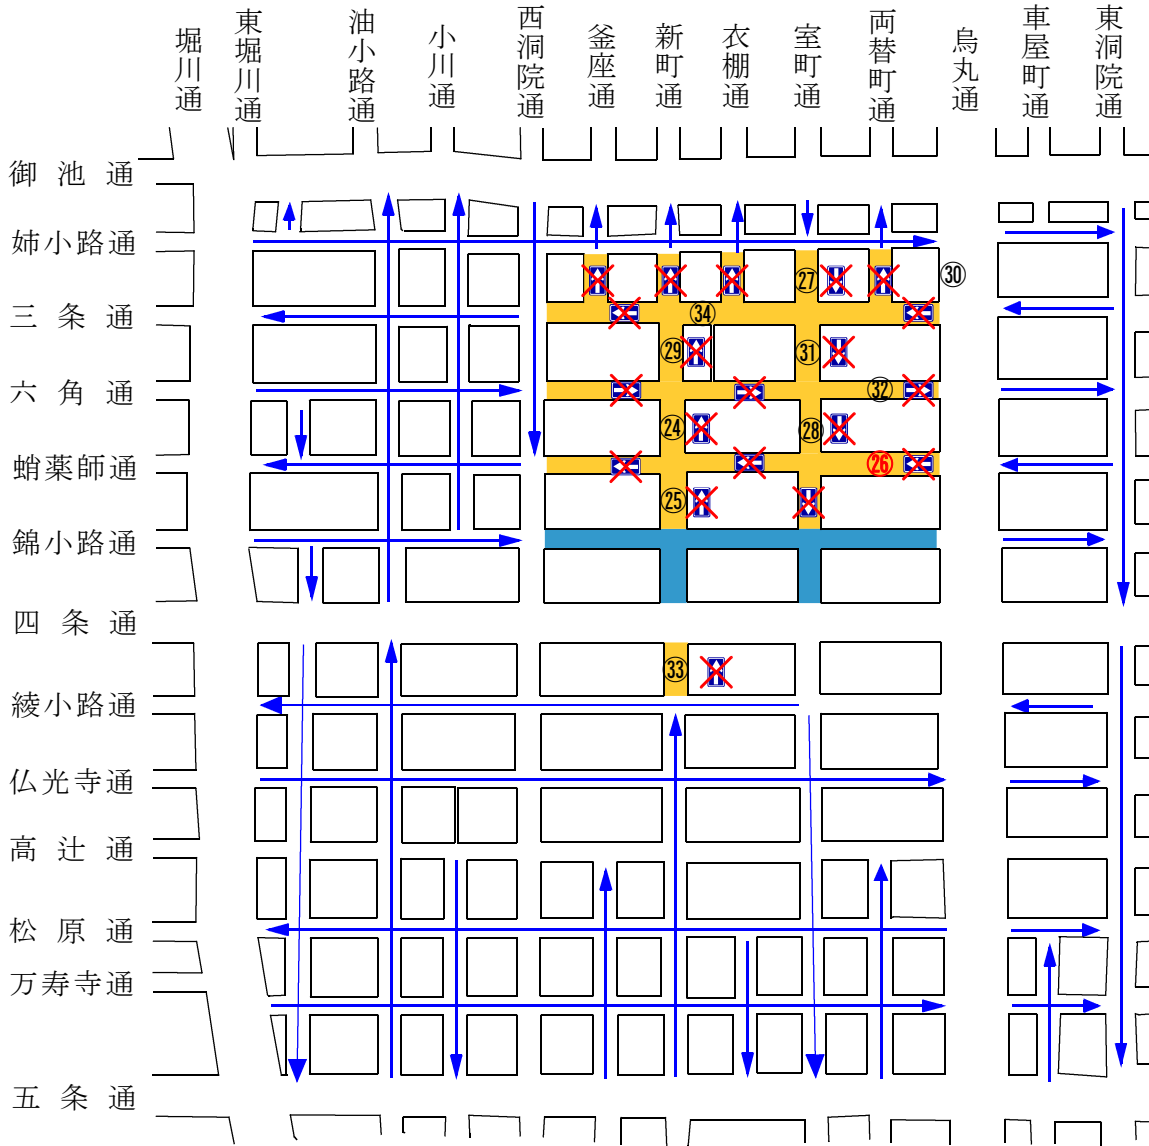 堀川通
東堀川通
油小路通
小川通
西洞院通
釜座通
新町通
衣棚通
室町通
両替町通
烏丸通
車屋町通
東洞院通
御池通
姉小路通
三条通
六角通
蛸薬師通
錦小路通
四条通
綾小路通
仏光寺通
高辻通
松原通
万寿寺通
五条通
㉗
㉚
㉞
㉙
㉛
㉜
㉔
㉘
㉖
㉕
㉝